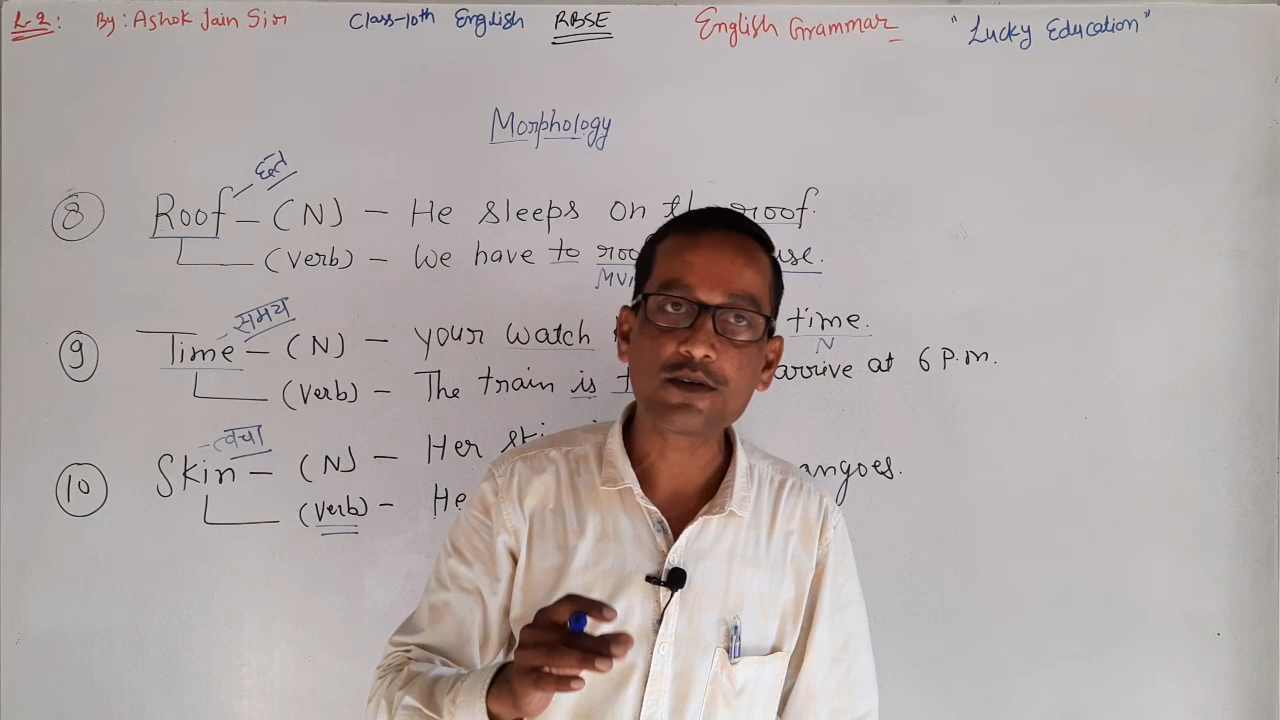 L2: By: Ashok Jain Sir Class-10th English RBSE English Grammar "Lucky Education"
Morphology
छत
8 Roof - (N) - He sleeps on roof.
(Verb) - We have to
समय
9 Time - (N) - your watch time.
N
(Verb) - The train is arrive at 6 P.m.
त्वचा
10 Skin - (N) - Her
(Verb) - He